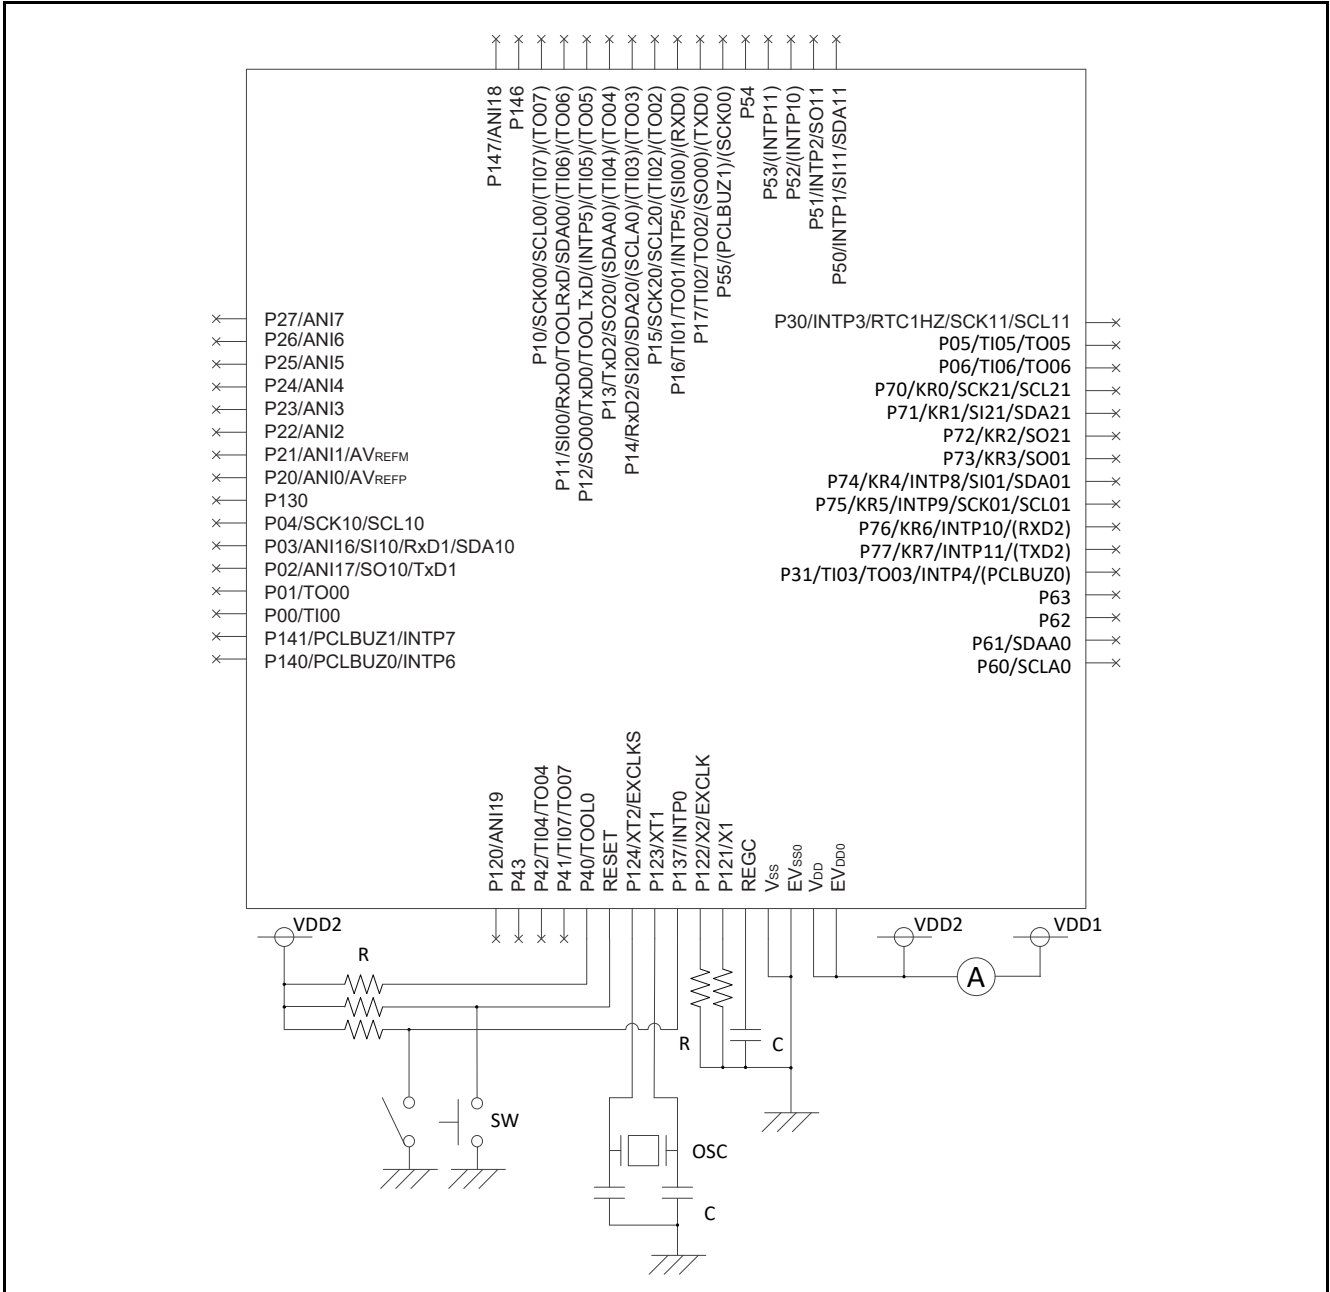 P147/ANI18
P146
P10/SCK00/SCL00/(TI07)/(TO07)
P11/SI00/RxD0/TOOLRxD/SDA00/(TI06)/(TO06)
P12/SO00/TxD0/TOOLTxD/(INTP5)/(TI05)/(TO05)
P13/TxD2/SO20/(SDAA0)/(TI04)/(TO04)
P14/RxD2/SI20/SDA20/(SCLA0)/(TI03)/(TO03)
P15/SCK20/SCL20/(TI02)/(TO02)
P16/TI01/TO01/INTP5/(SI00)/(RXD0)
P17/TI02/TO02/(SO00)/(TXD0)
P55/(PCLBUZ1)/(SCK00)
P54
P53/(INTP11)
P52/(INTP10)
P51/INTP2/SO11
P50/INTP1/SI11/SDA11
P27/ANI7
P26/ANI6
P25/ANI5
P24/ANI4
P23/ANI3
P22/ANI2
P21/ANI1/AVREFM
P20/ANI0/AVREFP
P130
P04/SCK10/SCL10
P03/ANI16/SI10/RxD1/SDA10
P02/ANI17/SO10/TxD1
P01/TO00
P00/TI00
P141/PCLBUZ1/INTP7
P140/PCLBUZ0/INTP6
P30/INTP3/RTC1HZ/SCK11/SCL11
P05/TI05/TO05
P06/TI06/TO06
P70/KR0/SCK21/SCL21
P71/KR1/SI21/SDA21
P72/KR2/SO21
P73/KR3/SO01
P74/KR4/INTP8/SI01/SDA01
P75/KR5/INTP9/SCK01/SCL01
P76/KR6/INTP10/(RXD2)
P77/KR7/INTP11/(TXD2)
P31/TI03/TO03/INTP4/(PCLBUZ0)
P63
P62
P61/SDAA0
P60/SCLA0
P120/ANI19
P43
P42/TI04/TO04
P41/TI07/TO07
P40/TOOL0
RESET
P124/XT2/EXCLKS
P123/XT1
P137/INTP0
P122/X2/EXCLK
P121/X1
REGC
VSS
EVSS0
VDD
EVDD0
VDD2
VDD2
VDD1
R
A
R
C
SW
OSC
C